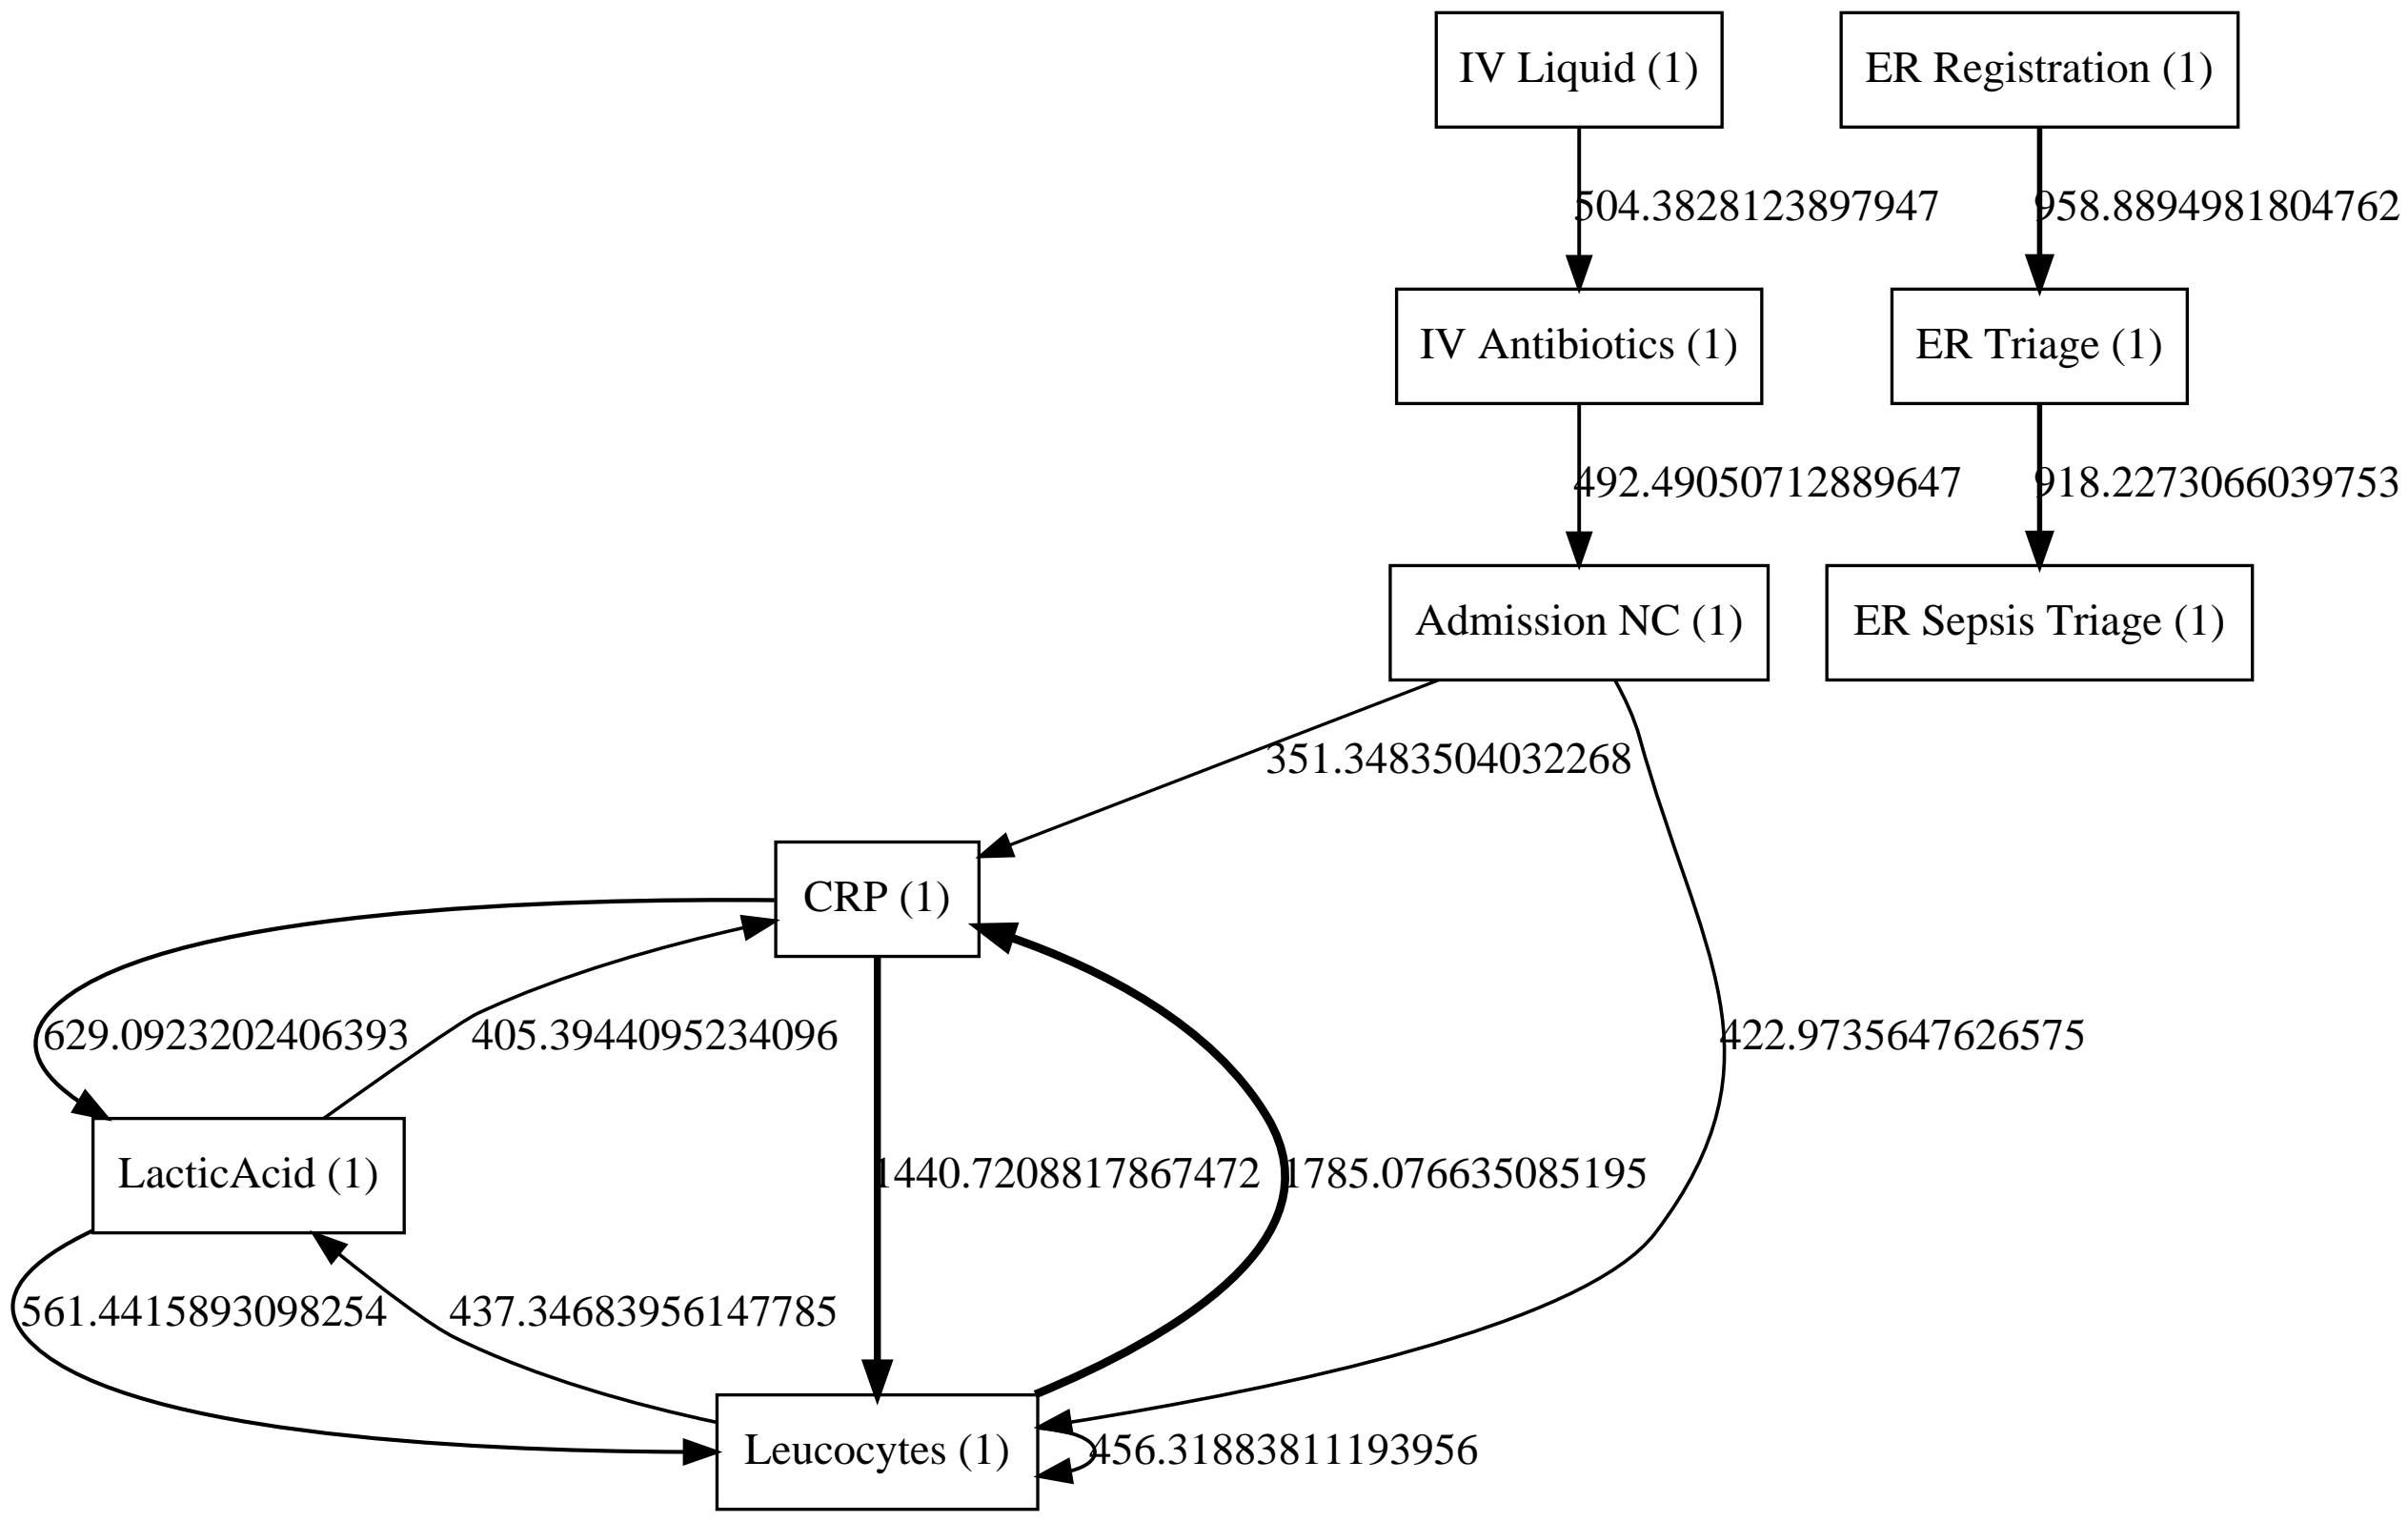 IV Liquid (1)
ER Registration (1)
504.3828123897947
958.8894981804762
IV Antibiotics (1)
ER Triage (1)
492.49050712889647
918.2273066039753
Admission NC (1)
ER Sepsis Triage (1)
351.3483504032268
CRP (1)
629.0923202406393
405.3944095234096
422.9735647626575
LacticAcid (1)
1440.7208817867472
1785.076635085195
561.4415893098254
437.34683956147785
Leucocytes (1)
456.31883811193956